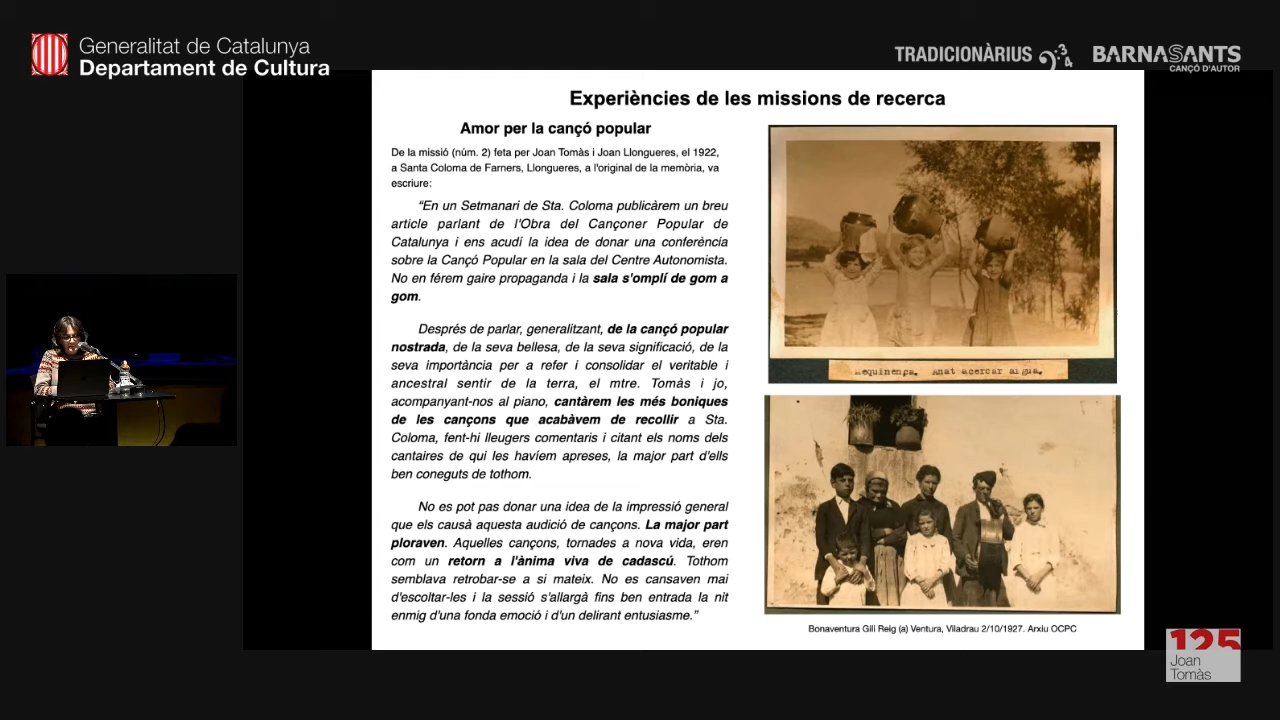 Generalitat de Catalunya
Departament de Cultura
TRADICIONÀRIUS
BARNASANTS
CANÇÓ D'AUTOR
Experiències de les missions de recerca
Amor per la cançó popular
De la missió (núm. 2) feta per Joan Tomàs i Joan Llongueres, el 1922,
a Santa Coloma de Farners, Llongueres, a l'original de la memòria, va
escriure:
“En un Setmanari de Sta. Coloma publicàrem un breu
article parlant de l'Obra del Cançoner Popular de
Catalunya i ens acudí la idea de donar una conferència
sobre la Cançó Popular en la sala del Centre Autonomista.
No en férem gaire propaganda i la sala s'omplí de gom a
gom.
Després de parlar, generalitzant, de la cançó popular
nostrada, de la seva bellesa, de la seva significació, de la
seva importància per a refer i consolidar el veritable i
ancestral sentir de la terra, el mtre. Tomàs i jo,
acompanyant-nos al piano, cantàrem les més boniques
de les cançons que acabàvem de recollir a Sta.
Coloma, fent-hi lleugers comentaris i citant els noms dels
cantaires de qui les havíem apreses, la major part d'ells
ben coneguts de tothom.
No es pot pas donar una idea de la impressió general
que els causà aquesta audició de cançons. La major part
ploraven. Aquelles cançons, tornades a nova vida, eren
com un retorn a l'ànima viva de cadascú. Tothom
semblava retrobar-se a si mateix. No es cansaven mai
d'escoltar-les i la sessió s'allargà fins ben entrada la nit
enmig d'una fonda emoció i d'un delirant entusiasme.”
Mequinença. Anat acercar aigua.
Bonaventura Gili Reig (a) Ventura, Viladrau 2/10/1927. Arxiu OCPC
125
Joan
Tomàs